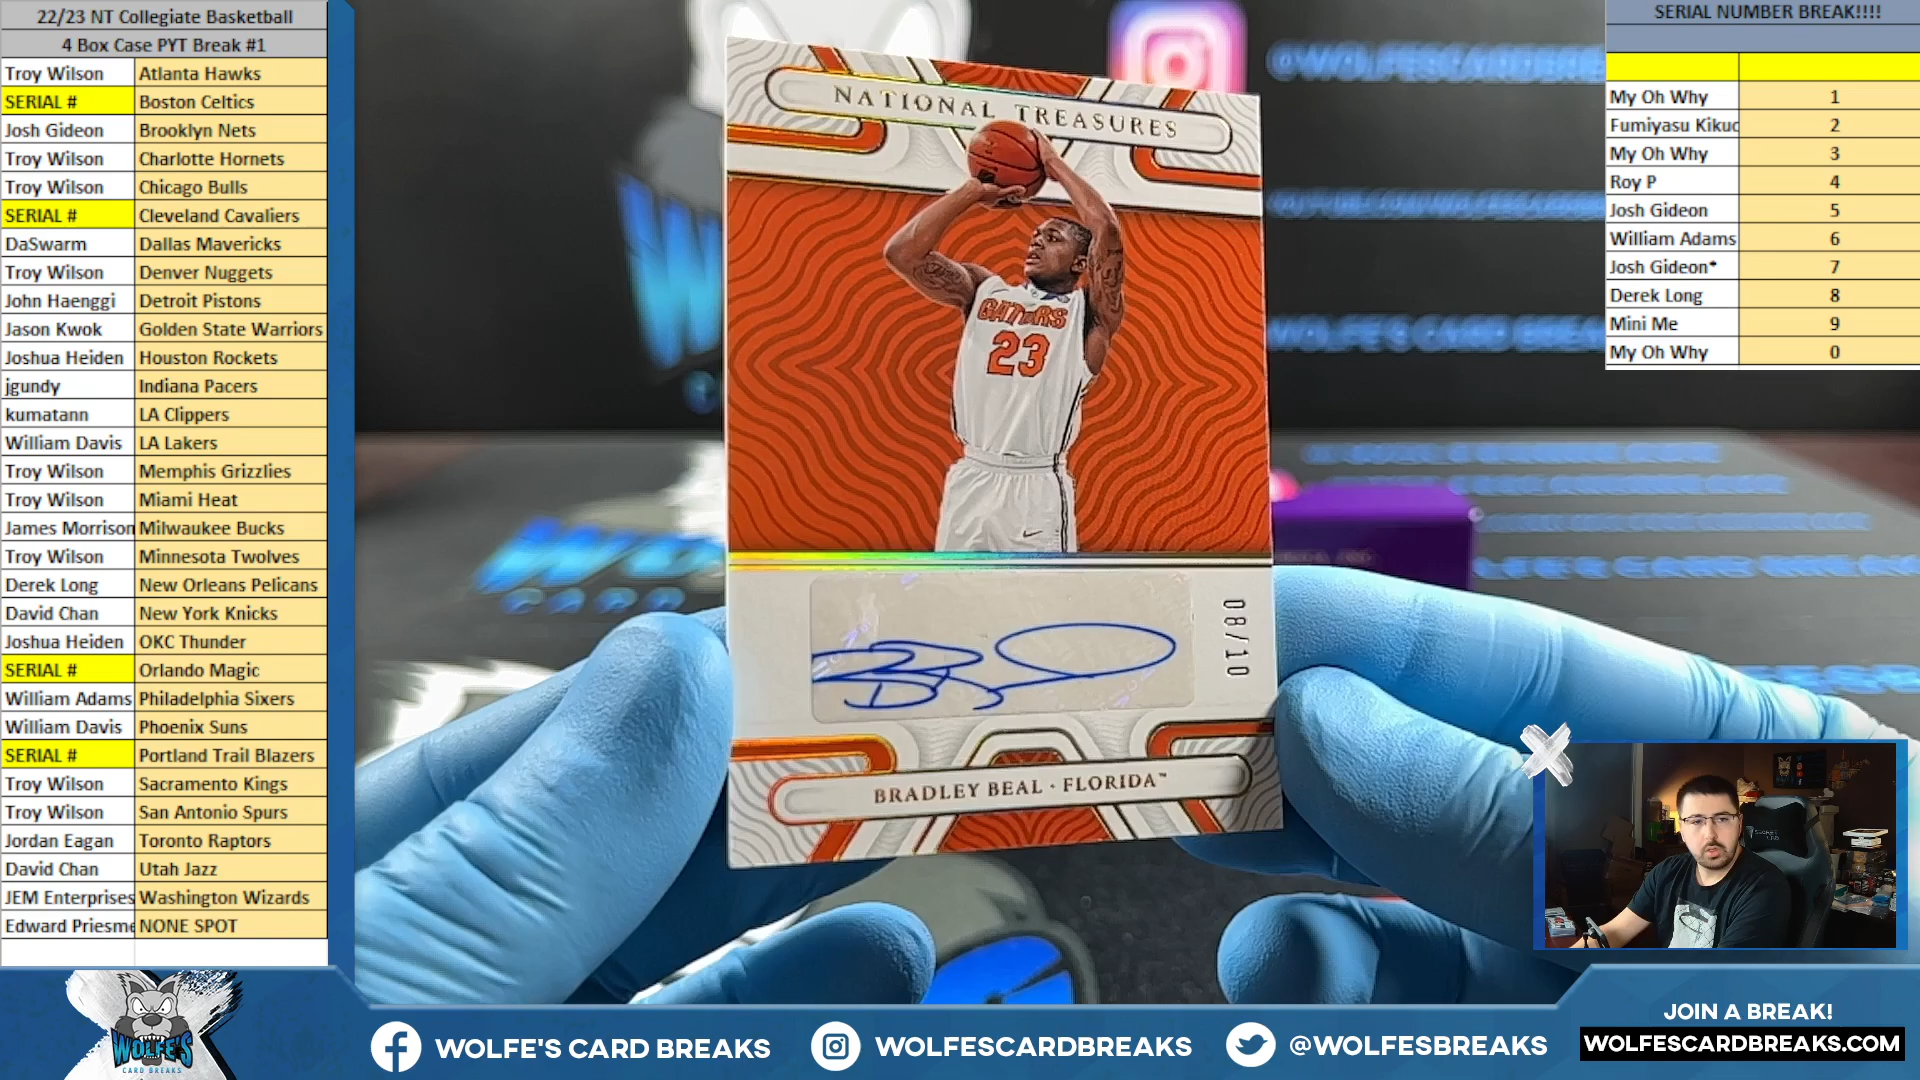 22/23 NT Collegiate Basketball
4 Box Case PYT Break #1
Troy Wilson Atlanta Hawks
SERIAL # Boston Celtics
Josh Gideon Brooklyn Nets
Troy Wilson Charlotte Hornets
Troy Wilson Chicago Bulls
SERIAL # Cleveland Cavaliers
DaSwarm Dallas Mavericks
Troy Wilson Denver Nuggets
John Haenggi Detroit Pistons
Jason Kwok Golden State Warriors
Joshua Heiden Houston Rockets
jgundy Indiana Pacers
kumatann LA Clippers
William Davis LA Lakers
Troy Wilson Memphis Grizzlies
Troy Wilson Miami Heat
James Morrison Milwaukee Bucks
Troy Wilson Minnesota Twolves
Derek Long New Orleans Pelicans
David Chan New York Knicks
Joshua Heiden OKC Thunder
SERIAL # Orlando Magic
William Adams Philadelphia Sixers
William Davis Phoenix Suns
SERIAL # Portland Trail Blazers
Troy Wilson Sacramento Kings
Troy Wilson San Antonio Spurs
Jordan Eagan Toronto Raptors
David Chan Utah Jazz
JEM Enterprises Washington Wizards
Edward Priesme NONE SPOT
NATIONAL TREASURES
GATORS
23
08/10
BRADLEY BEAL · FLORIDA™
@WOLFESCARDBREA
WOLFE'S CARD BREAKS
SERIAL NUMBER BREAK!!!!
My Oh Why 1
Fumiyasu Kikuc 2
My Oh Why 3
Roy P 4
Josh Gideon 5
William Adams 6
Josh Gideon* 7
Derek Long 8
Mini Me 9
My Oh Why 0
WOLFE'S
CARD BREAKS
WOLFE'S CARD BREAKS
WOLFESCARDBREAKS
@WOLFESBREAKS
JOIN A BREAK!
WOLFESCARDBREAKS.COM